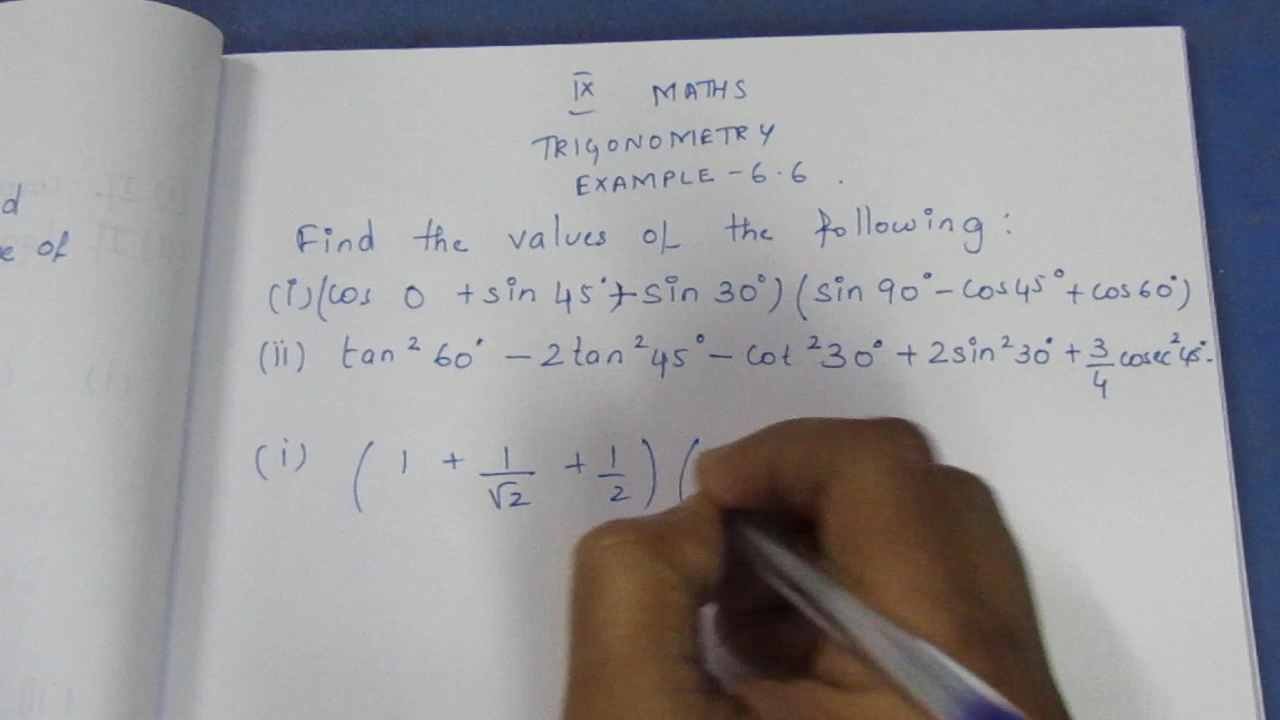 IX MATHS
TRIGONOMETRY
EXAMPLE - 6.6.
d
e of
Find the values of the following:
(i) (cos 0 + sin 45° + sin 30°) (sin 90° - cos 45° + cos 60°)
(ii) tan² 60° - 2 tan² 45° - cot² 30° + 2 sin² 30° + 3/4 cosec² 45°.
(i) (1 + 1/√2 + 1/2) (